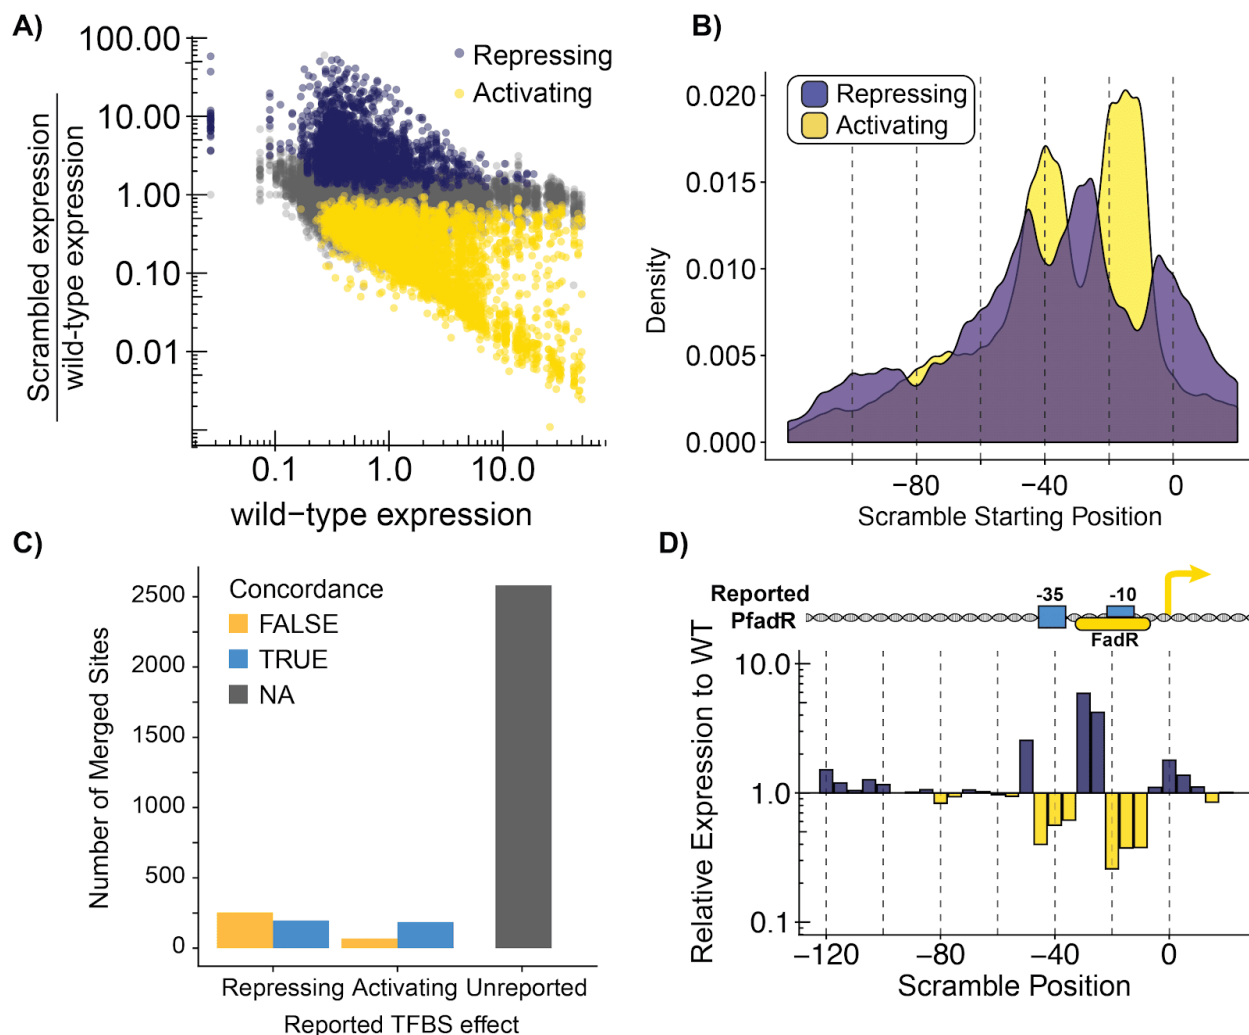 A)
Scrambled expression
wild-type expression
100.00
10.00
1.00
0.10
0.01
Repressing
Activating
0.1
1.0
10.0
wild-type expression
B)
Density
0.020
0.015
0.010
0.005
0.000
Repressing
Activating
−80
−40
0
Scramble Starting Position
C)
Number of Merged Sites
2500
2000
1500
1000
500
0
Concordance
FALSE
TRUE
NA
Repressing Activating Unreported
Reported TFBS effect
D)
Reported
PfadR
-35
-10
FadR
Relative Expression to WT
10.0
1.0
0.1
−120
−80
−40
0
Scramble Position